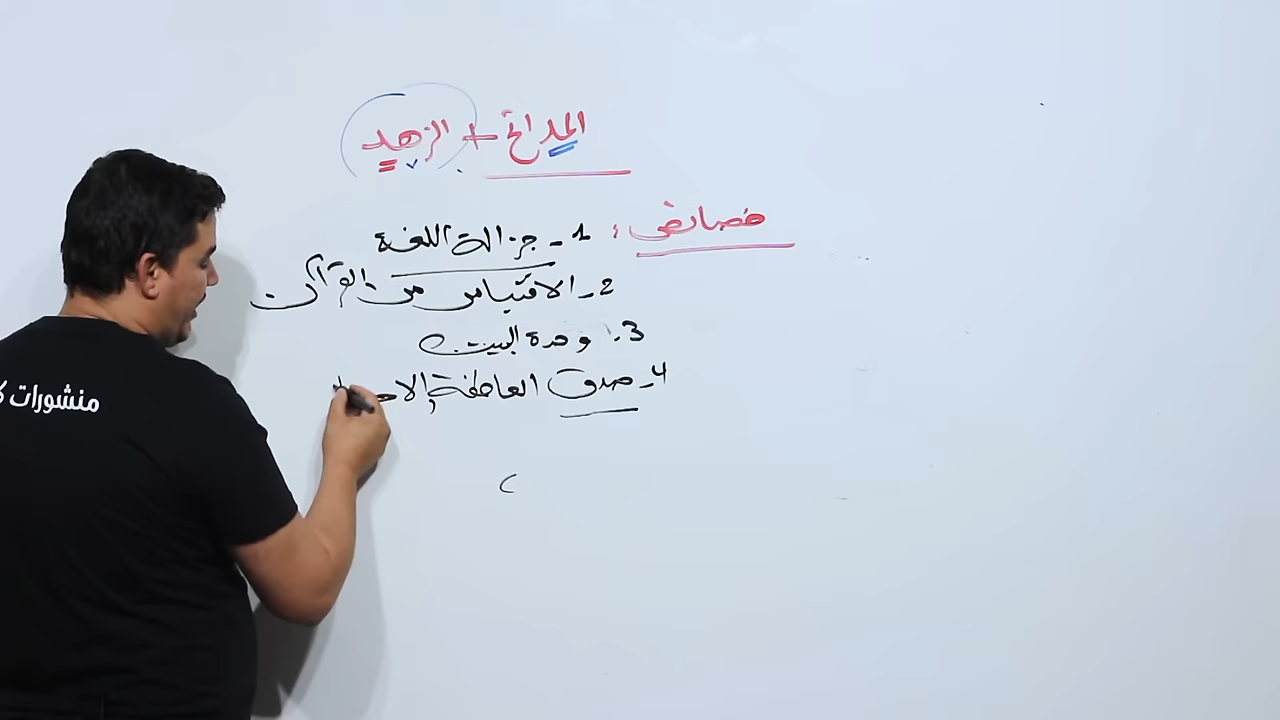 المدائح + الزهد
خصائص :
1 - جزالة اللغة
2 - الاقتباس من القرآن
3. وحدة البيت
4 - صدق العاطفة
منشورات